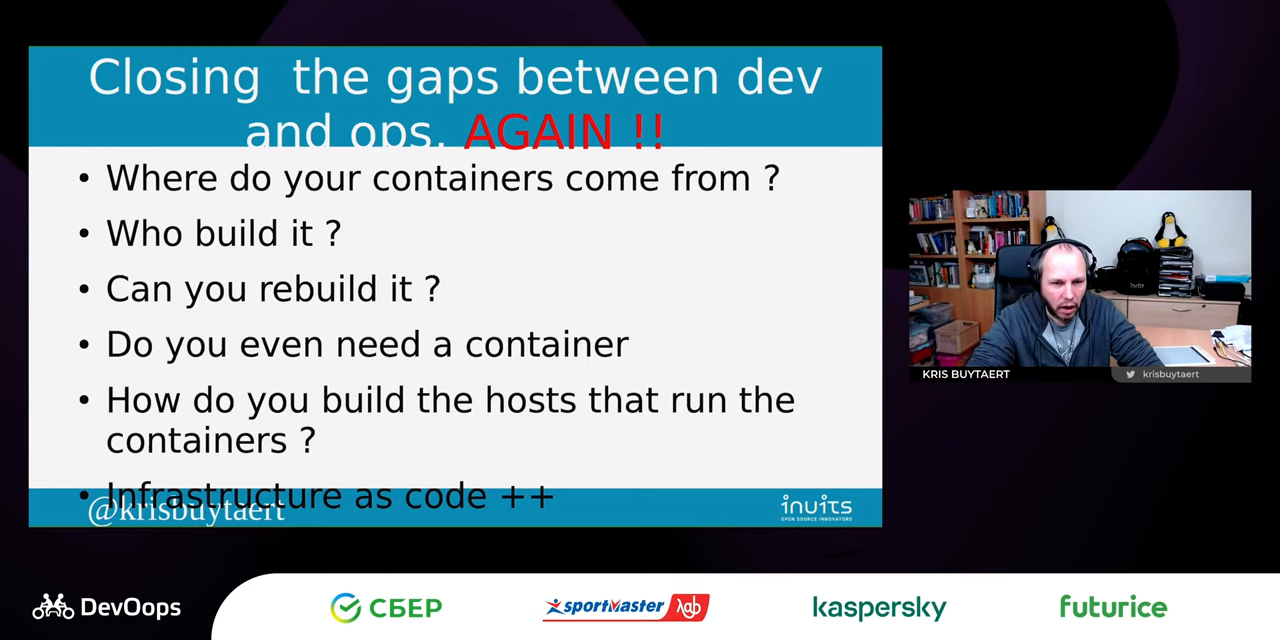 Closing the gaps between dev
and ops. AGAIN !!
• Where do your containers come from ?
• Who build it ?
• Can you rebuild it ?
• Do you even need a container
• How do you build the hosts that run the
containers ?
• Infrastructure as code ++
@krisbuytaert
inuits
OPEN SOURCE INNOVATORS
KRIS BUYTAERT
krisbuytaert
DevOops
СБЕР
sportmaster лаб
kaspersky
futurice